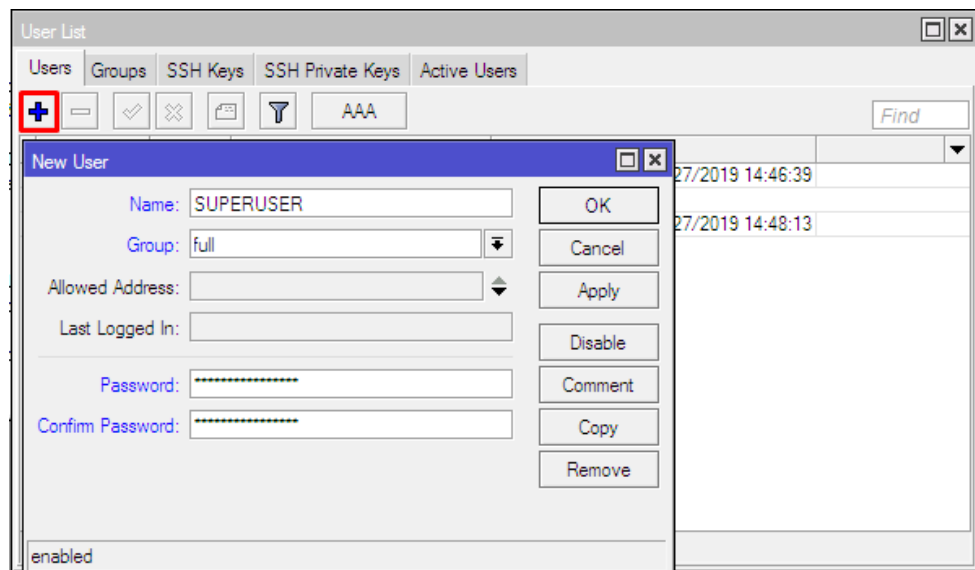 User List
Users Groups SSH Keys SSH Private Keys Active Users
AAA Find
New User
27/2019 14:46:39
Name: SUPERUSER OK
27/2019 14:48:13
Group: full Cancel
Allowed Address: Apply
Last Logged In:
Disable
Password: **************** Comment
Confirm Password: **************** Copy
Remove
enabled